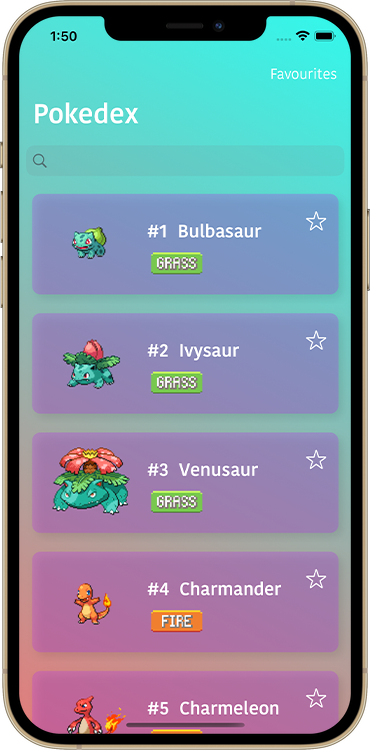 1:50
Favourites
Pokedex
#1 Bulbasaur
GRASS
#2 Ivysaur
GRASS
#3 Venusaur
GRASS
#4 Charmander
FIRE
#5 Charmeleon